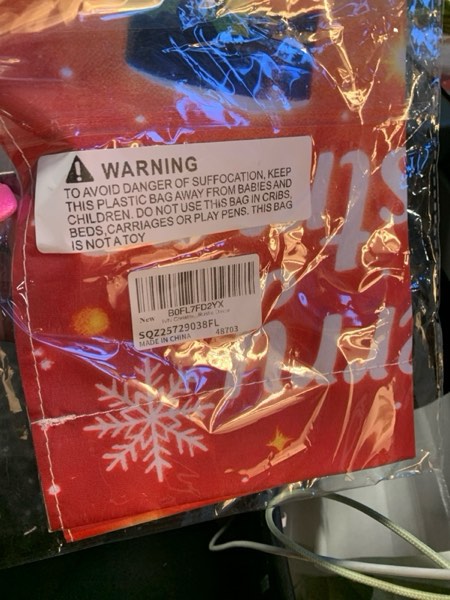 WARNING
TO AVOID DANGER OF SUFFOCATION, KEEP
THIS PLASTIC BAG AWAY FROM BABIES AND
CHILDREN. DO NOT USE THIS BAG IN CRIBS,
BEDS,CARRIAGES OR PLAY PENS. THIS BAG
IS NOT A TOY
B0FL7FD2YX
New
SQZ25729038FL
MADE IN CHINA 48703